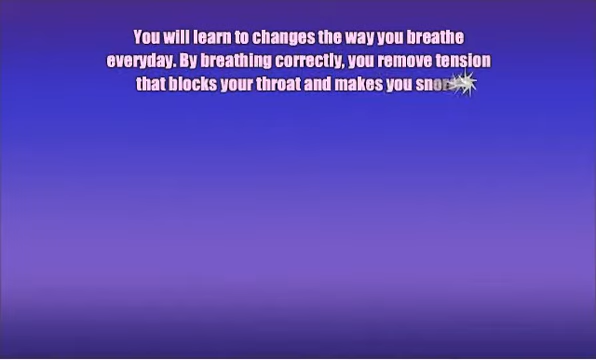 You will learn to changes the way you breathe
everyday. By breathing correctly, you remove tension
that blocks your throat and makes you